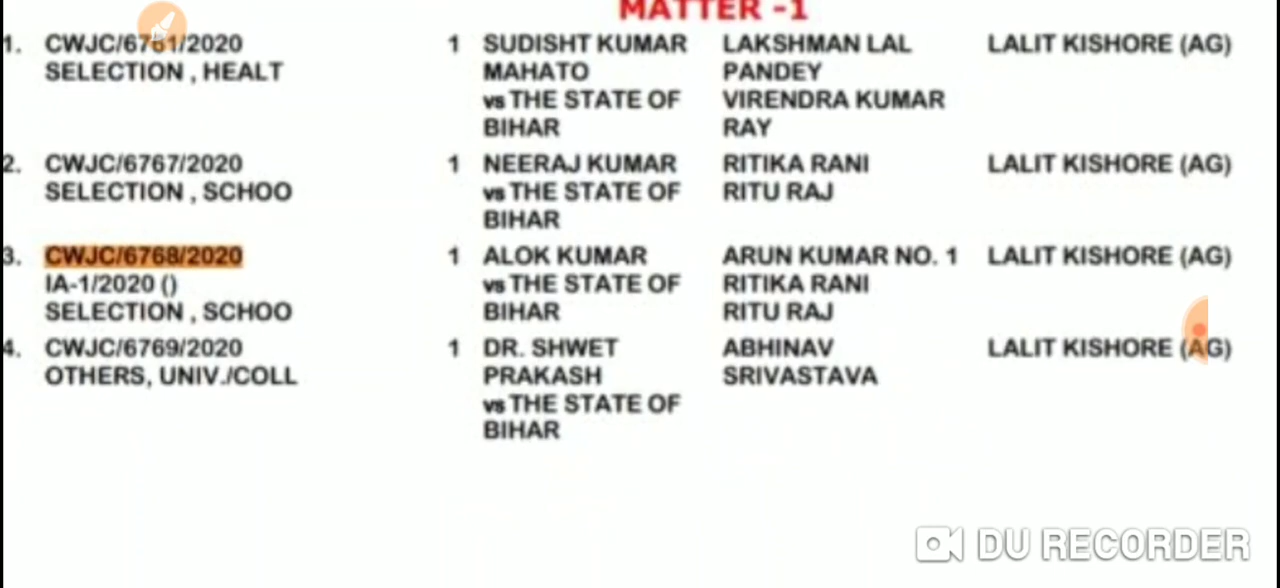 MATTER -1
1. CWJC/6761/2020 1 SUDISHT KUMAR LAKSHMAN LAL LALIT KISHORE (AG)
SELECTION , HEALT MAHATO PANDEY
vs THE STATE OF VIRENDRA KUMAR
BIHAR RAY
2. CWJC/6767/2020 1 NEERAJ KUMAR RITIKA RANI LALIT KISHORE (AG)
SELECTION , SCHOO vs THE STATE OF RITU RAJ
BIHAR
3. CWJC/6768/2020 1 ALOK KUMAR ARUN KUMAR NO. 1 LALIT KISHORE (AG)
IA-1/2020 () vs THE STATE OF RITIKA RANI
SELECTION , SCHOO BIHAR RITU RAJ
4. CWJC/6769/2020 1 DR. SHWET ABHINAV LALIT KISHORE (AG)
OTHERS, UNIV./COLL PRAKASH SRIVASTAVA
vs THE STATE OF
BIHAR
DU RECORDER